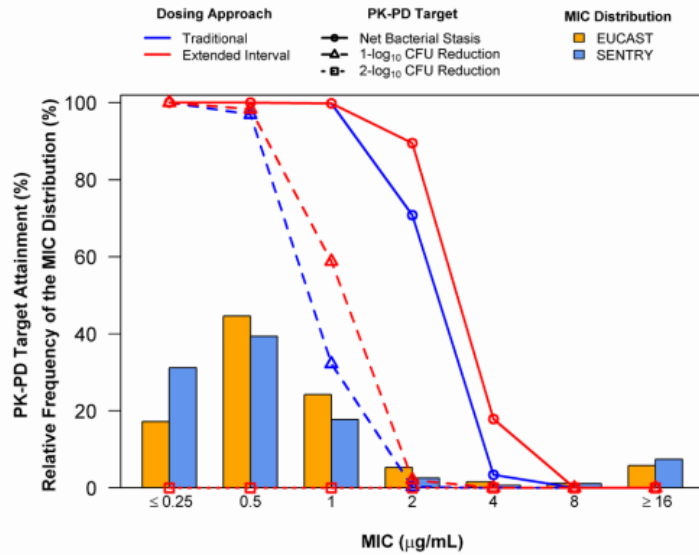 Dosing Approach
Traditional
Extended Interval
PK-PD Target
Net Bacterial Stasis
1-log₁₀ CFU Reduction
2-log₁₀ CFU Reduction
MIC Distribution
EUCAST
SENTRY
PK-PD Target Attainment (%)
Relative Frequency of the MIC Distribution (%)
100
80
60
40
20
0
≤ 0.25 0.5 1 2 4 8 ≥ 16
MIC (μg/mL)